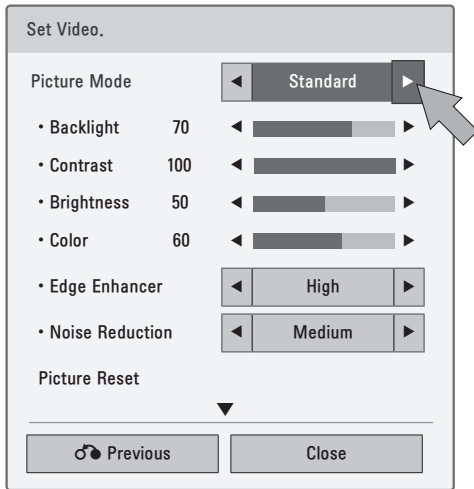 Set Video.
Picture Mode ◀ Standard ▶
• Backlight 70
• Contrast 100
• Brightness 50
• Color 60
• Edge Enhancer ◀ High ▶
• Noise Reduction ◀ Medium ▶
Picture Reset
Previous Close